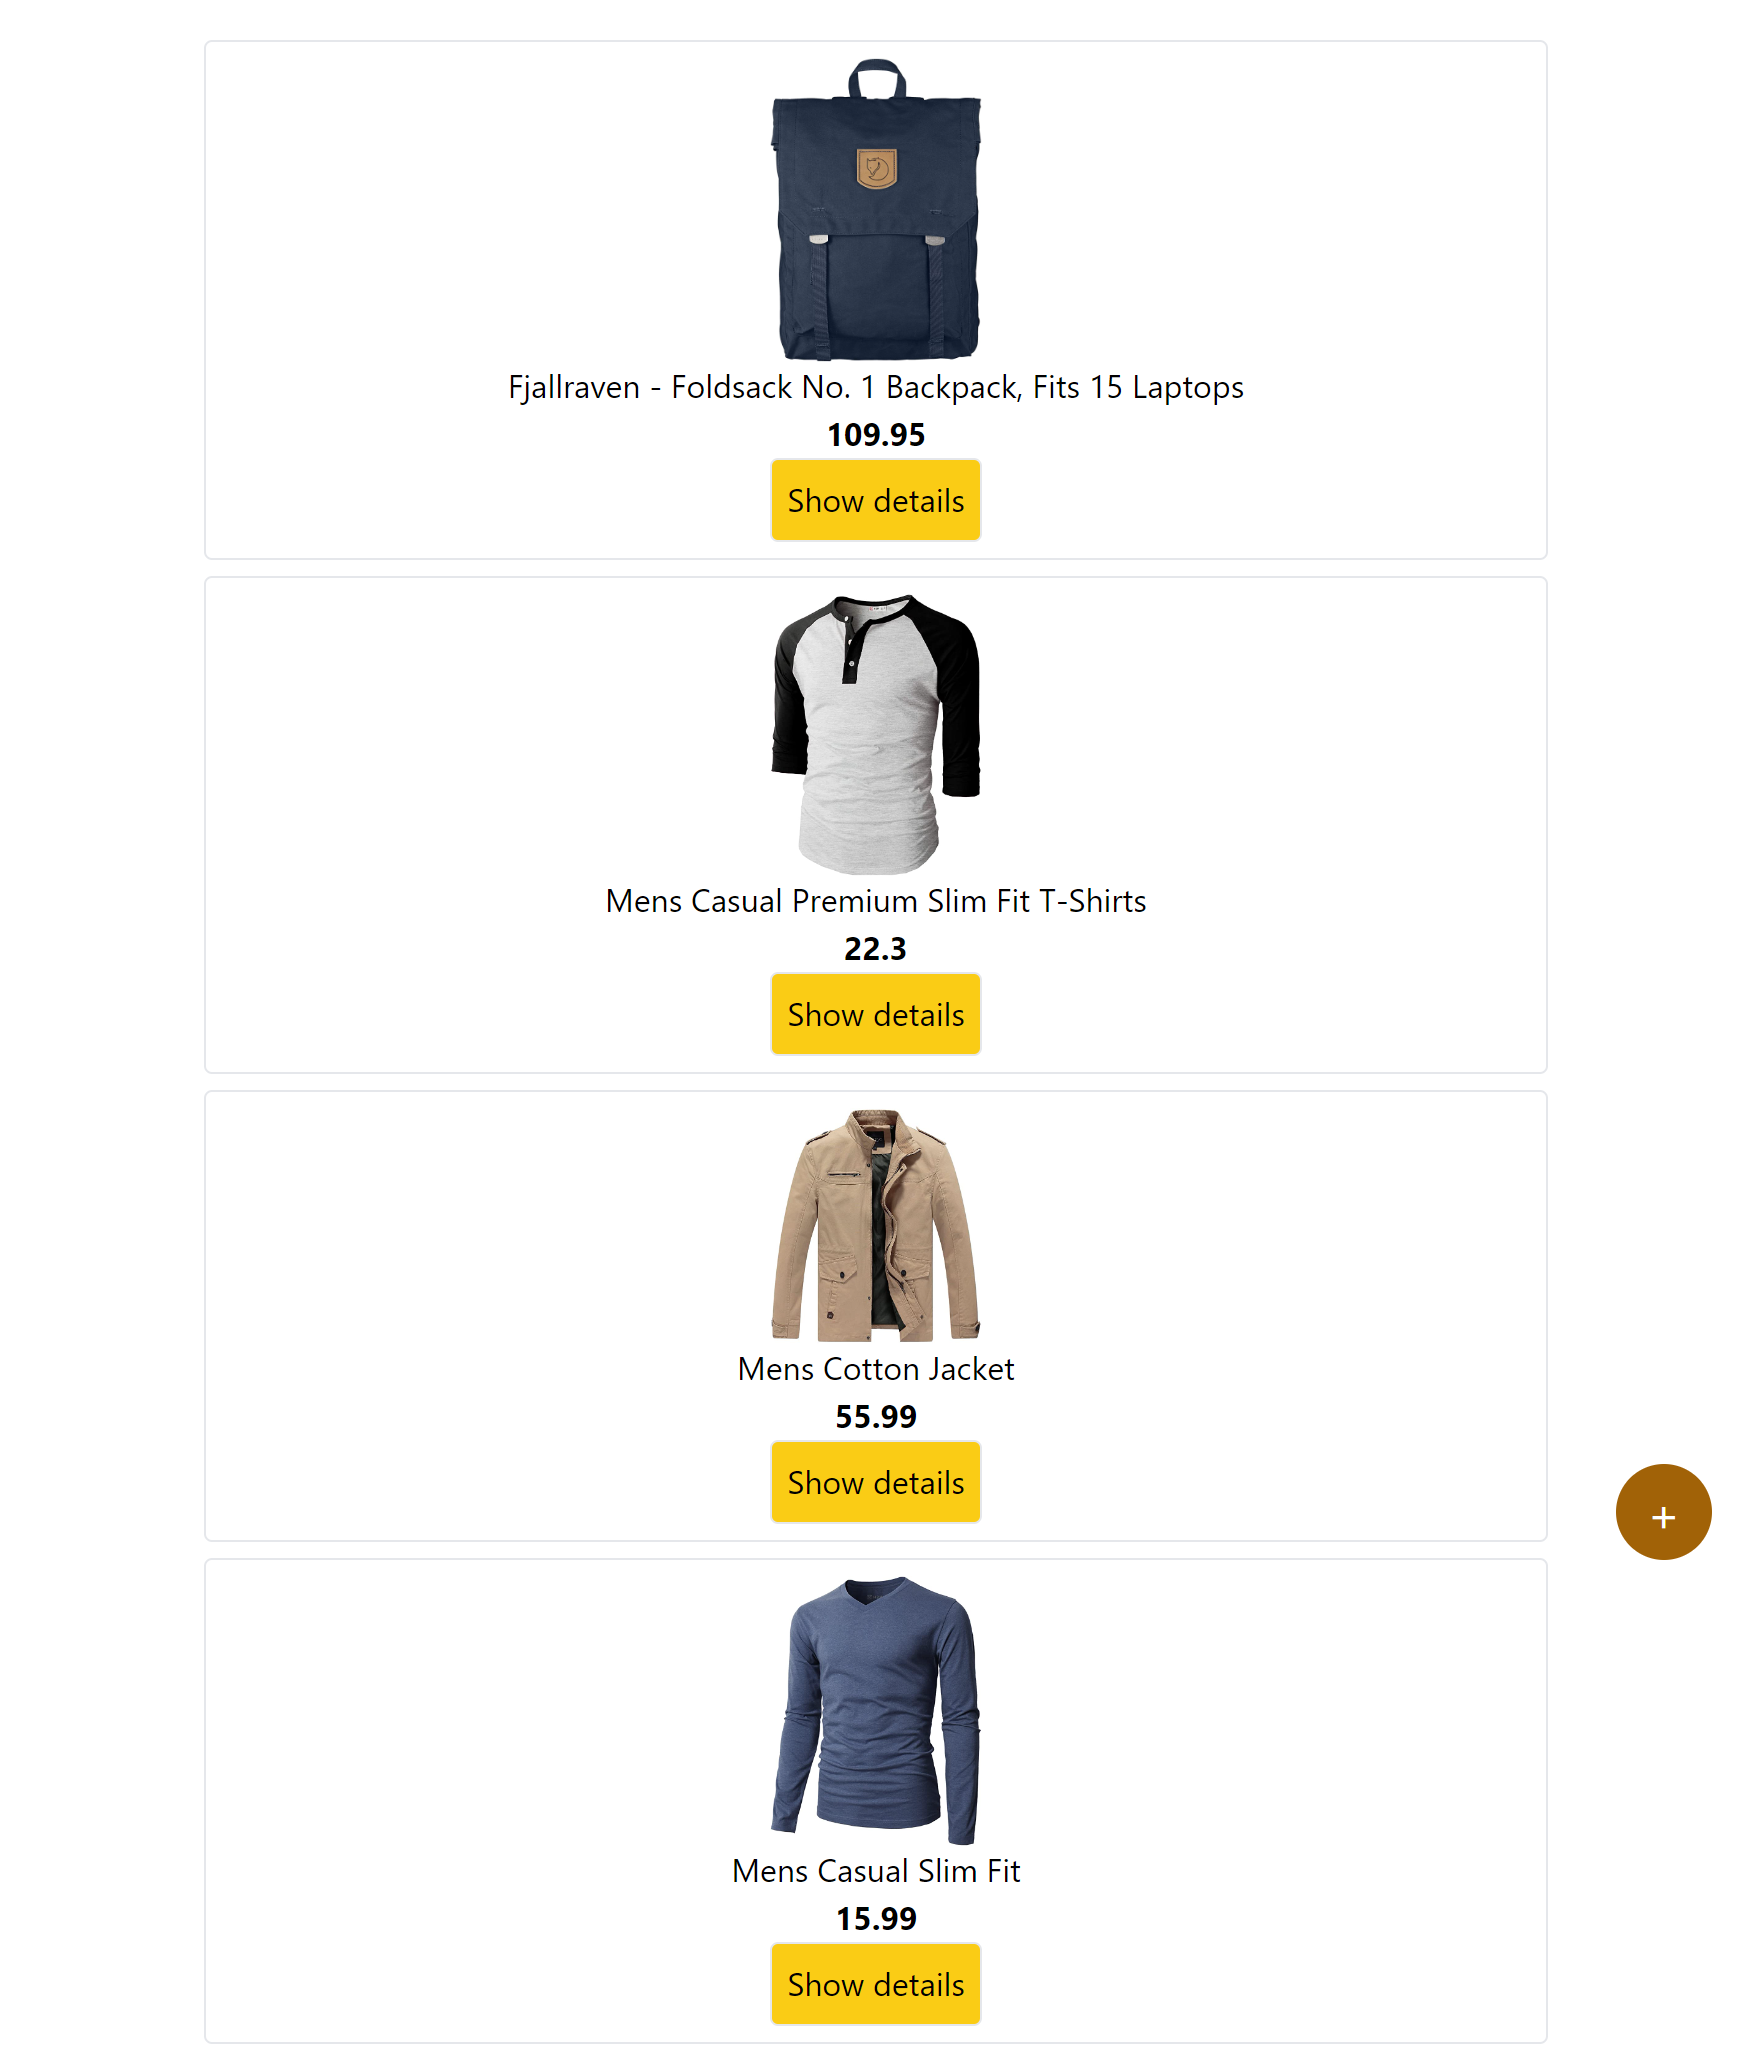 Fjallraven - Foldsack No. 1 Backpack, Fits 15 Laptops
109.95
Show details
Mens Casual Premium Slim Fit T-Shirts
22.3
Show details
Mens Cotton Jacket
55.99
Show details
+
Mens Casual Slim Fit
15.99
Show details